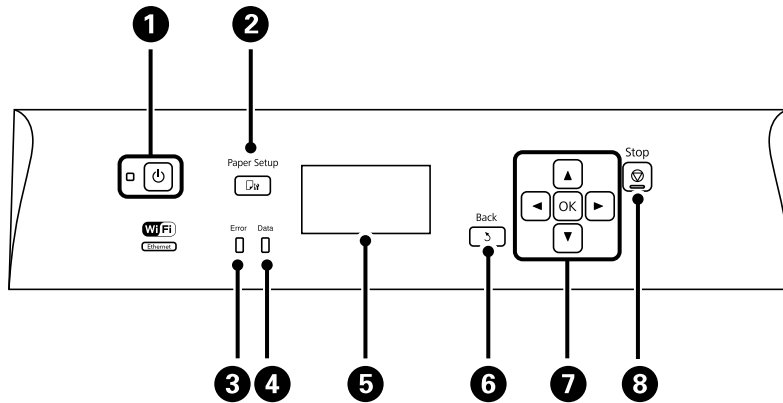 1 2
Paper Setup
Stop
Back
OK
WiFi
Ethernet
Error Data
3 4 5 6 7 8